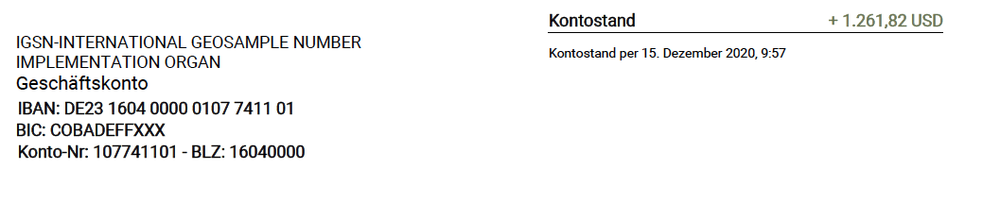 IGSN-INTERNATIONAL GEOSAMPLE NUMBER
IMPLEMENTATION ORGAN
Geschäftskonto
IBAN: DE23 1604 0000 0107 7411 01
BIC: COBADEFFXXX
Konto-Nr: 107741101 - BLZ: 16040000
Kontostand + 1.261,82 USD
Kontostand per 15. Dezember 2020, 9:57